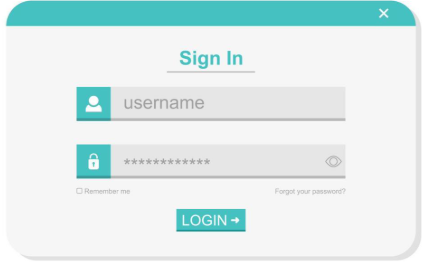 Sign In
username
************
Remember me Forgot your password?
LOGIN